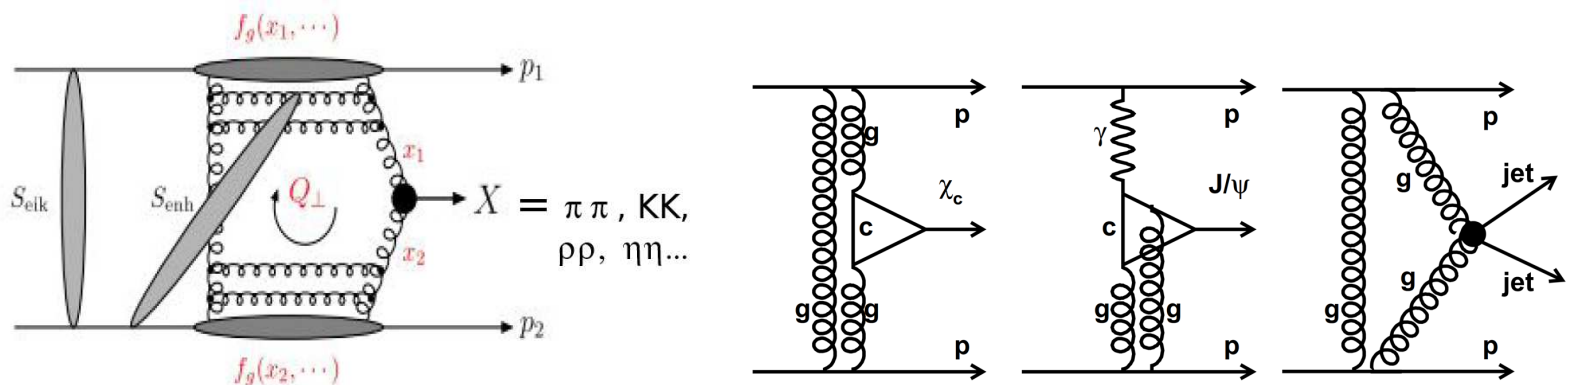 f_g(x_1, ⋯)
p_1
x_1
S_eik
S_enh
Q_⊥
X = π π , KK,
ρρ, ηη...
x_2
p_2
f_g(x_2, ⋯)
p
g
χ_c
c
g
g
p
p
γ
J/ψ
c
g
g
p
p
g
jet
g
jet
g
p